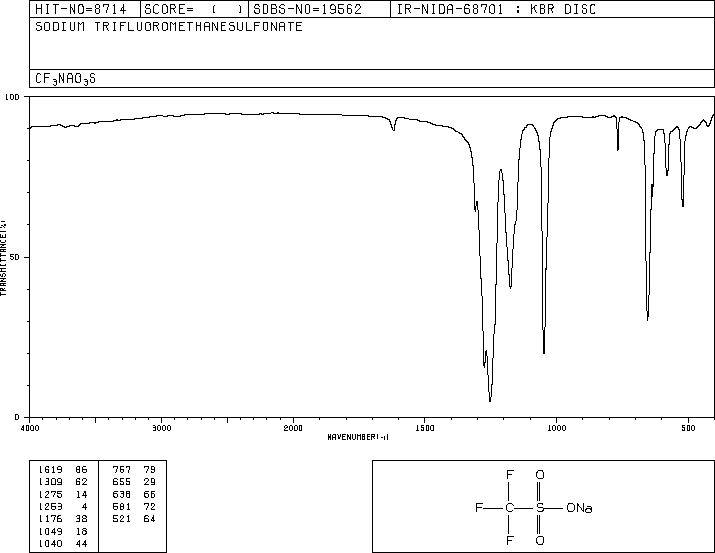 HIT-NO=8714 SCORE= ( ) SDBS-NO=19562 IR-NIDA-68701 : KBR DISC
SODIUM TRIFLUOROMETHANESULFONATE
CF3NAO3S
100
50
0
TRANSMITTANCE(%)
4000 3000 2000 1500 1000 500
WAVENUMBER(-1)
1619 86 767 79
1309 62 655 29
1275 14 638 66
1253 4 581 72
1176 38 521 64
1049 18
1040 44
F O
F C S ONa
F O